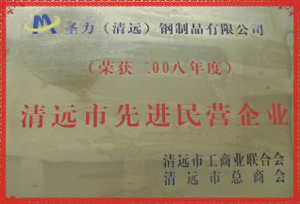 圣力（清远）钢制品有限公司
（荣获二00八年度）
清远市先进民营企业
清远市工商业联合会
清远市总商会